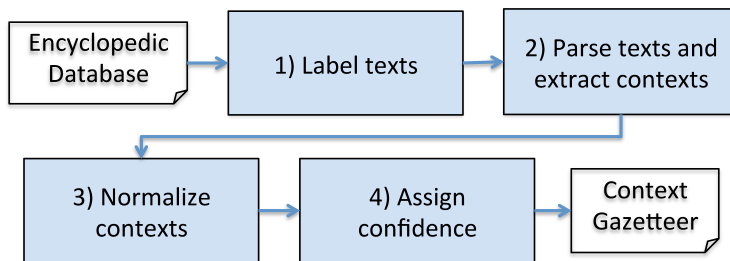 Encyclopedic
Database
1) Label texts
2) Parse texts and
extract contexts
3) Normalize
contexts
4) Assign
confidence
Context
Gazetteer